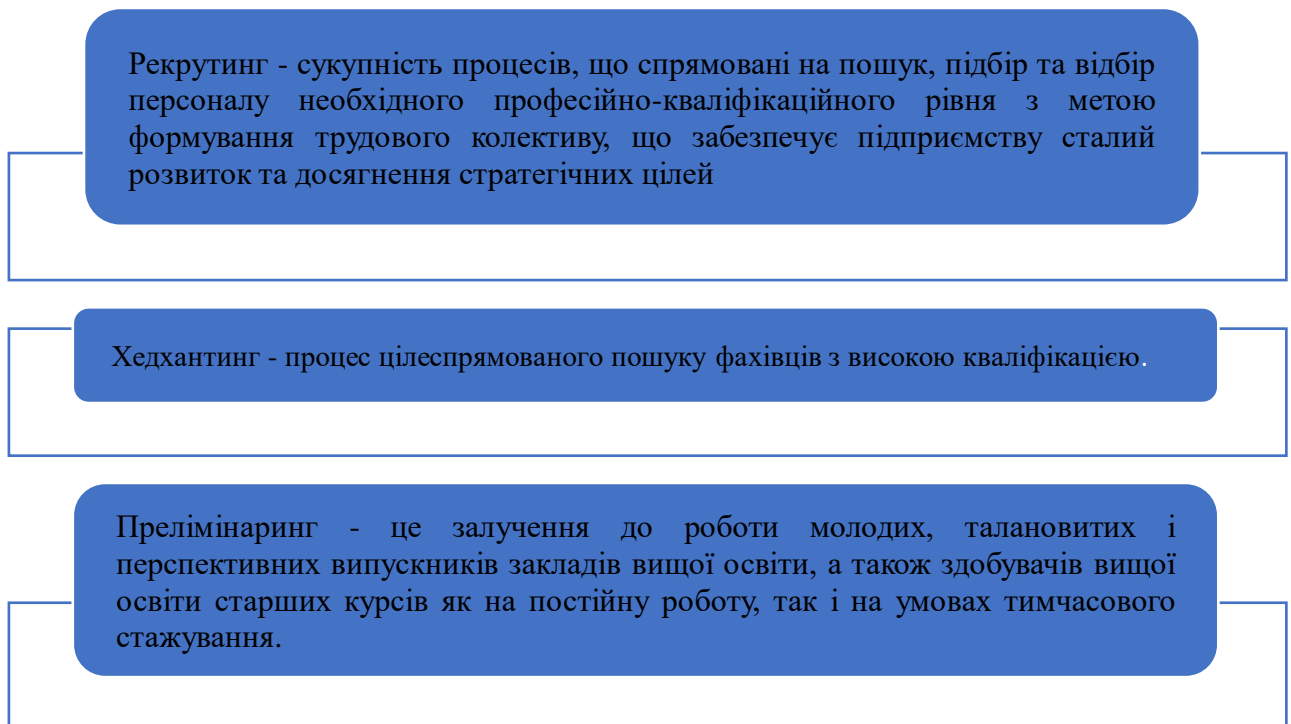 Рекрутинг - сукупність процесів, що спрямовані на пошук, підбір та відбір
персоналу необхідного професійно-кваліфікаційного рівня з метою
формування трудового колективу, що забезпечує підприємству сталий
розвиток та досягнення стратегічних цілей
Хедхантинг - процес цілеспрямованого пошуку фахівців з високою кваліфікацією.
Прелімінаринг - це залучення до роботи молодих, талановитих і
перспективних випускників закладів вищої освіти, а також здобувачів вищої
освіти старших курсів як на постійну роботу, так і на умовах тимчасового
стажування.